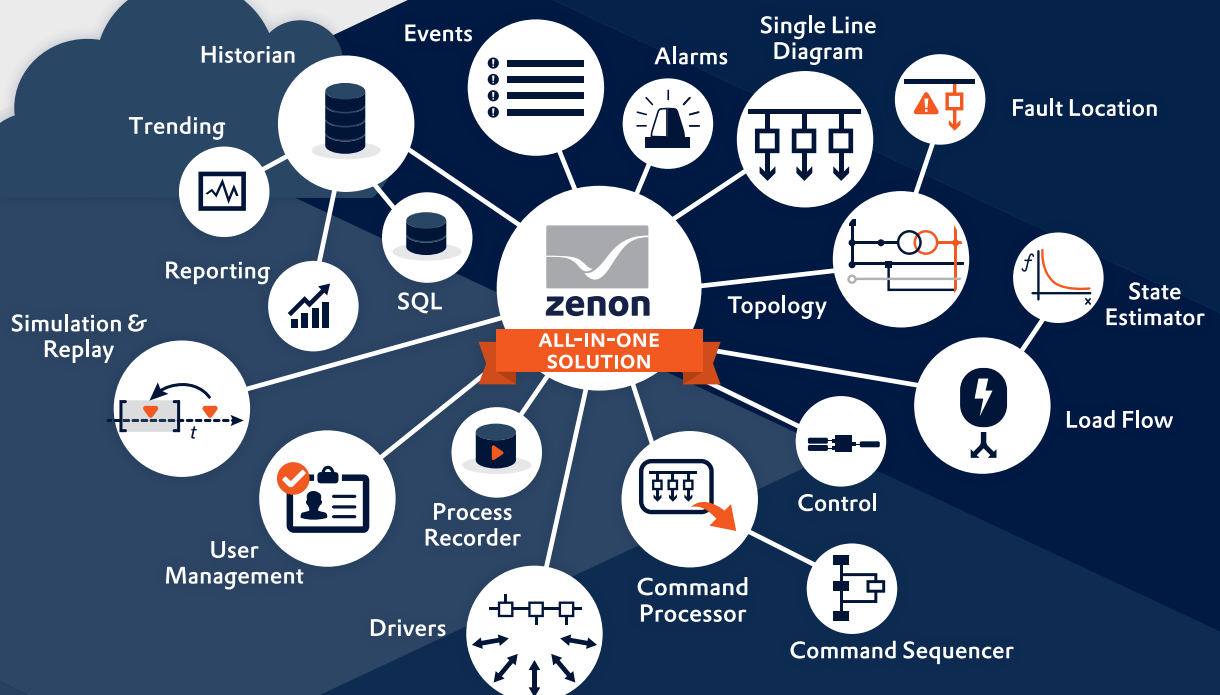 Events
Single Line
Diagram
Historian
Alarms
Fault Location
Trending
Reporting
SQL
zenon
ALL-IN-ONE
SOLUTION
Topology
State
Estimator
Simulation &
Replay
t
f
x
Load Flow
Control
Process
Recorder
User
Management
Command
Processor
Drivers
Command Sequencer